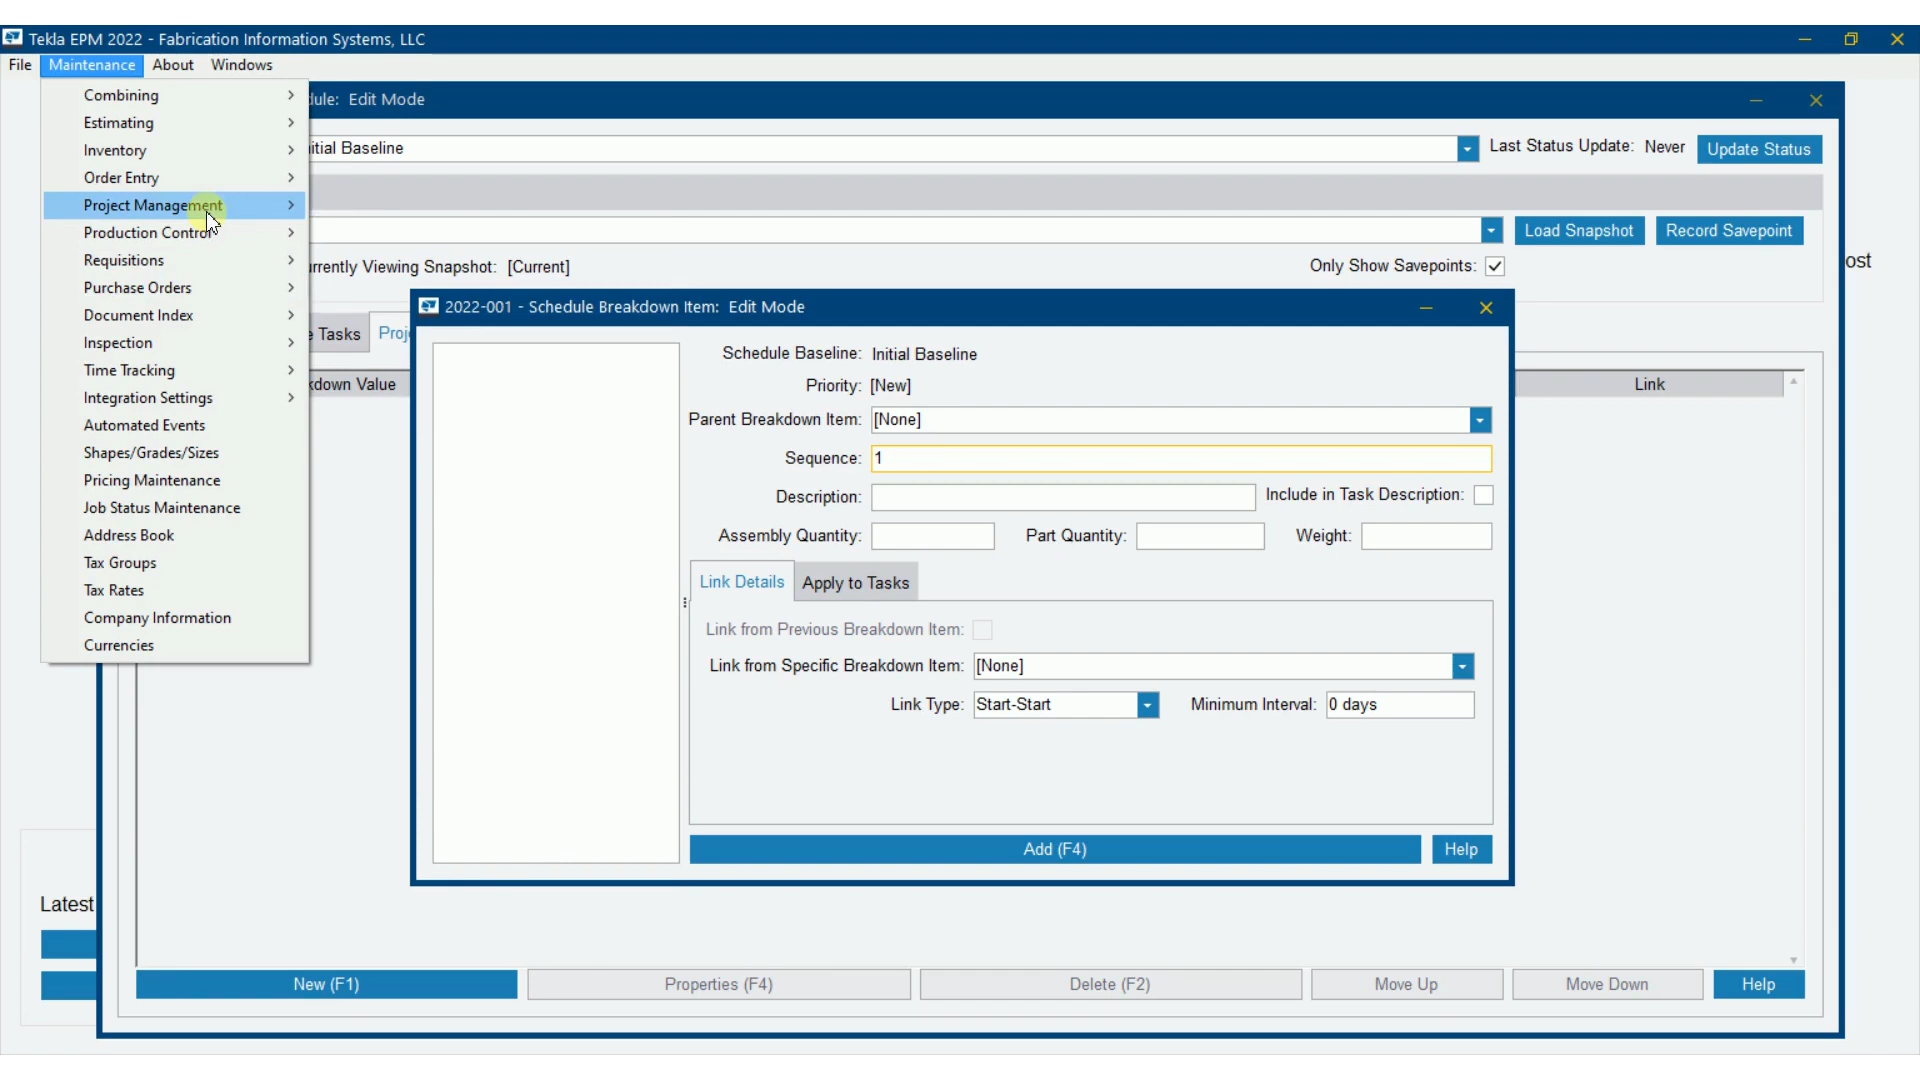 Tekla EPM 2022 - Fabrication Information Systems, LLC
File Maintenance About Windows
Combining
Estimating
Inventory
Order Entry
Project Management
Production Control
Requisitions
Purchase Orders
Document Index
Inspection
Time Tracking
Integration Settings
Automated Events
Shapes/Grades/Sizes
Pricing Maintenance
Job Status Maintenance
Address Book
Tax Groups
Tax Rates
Company Information
Currencies
dule: Edit Mode
itial Baseline
Last Status Update: Never Update Status
Load Snapshot Record Savepoint
urrently Viewing Snapshot: [Current]
Only Show Savepoints:
ost
e Tasks Proj
kdown Value
Link
2022-001 - Schedule Breakdown Item: Edit Mode
Schedule Baseline: Initial Baseline
Priority: [New]
Parent Breakdown Item: [None]
Sequence: 1
Description: Include in Task Description:
Assembly Quantity: Part Quantity: Weight:
Link Details Apply to Tasks
Link from Previous Breakdown Item:
Link from Specific Breakdown Item: [None]
Link Type: Start-Start Minimum Interval: 0 days
Add (F4) Help
Latest
New (F1) Properties (F4) Delete (F2) Move Up Move Down Help